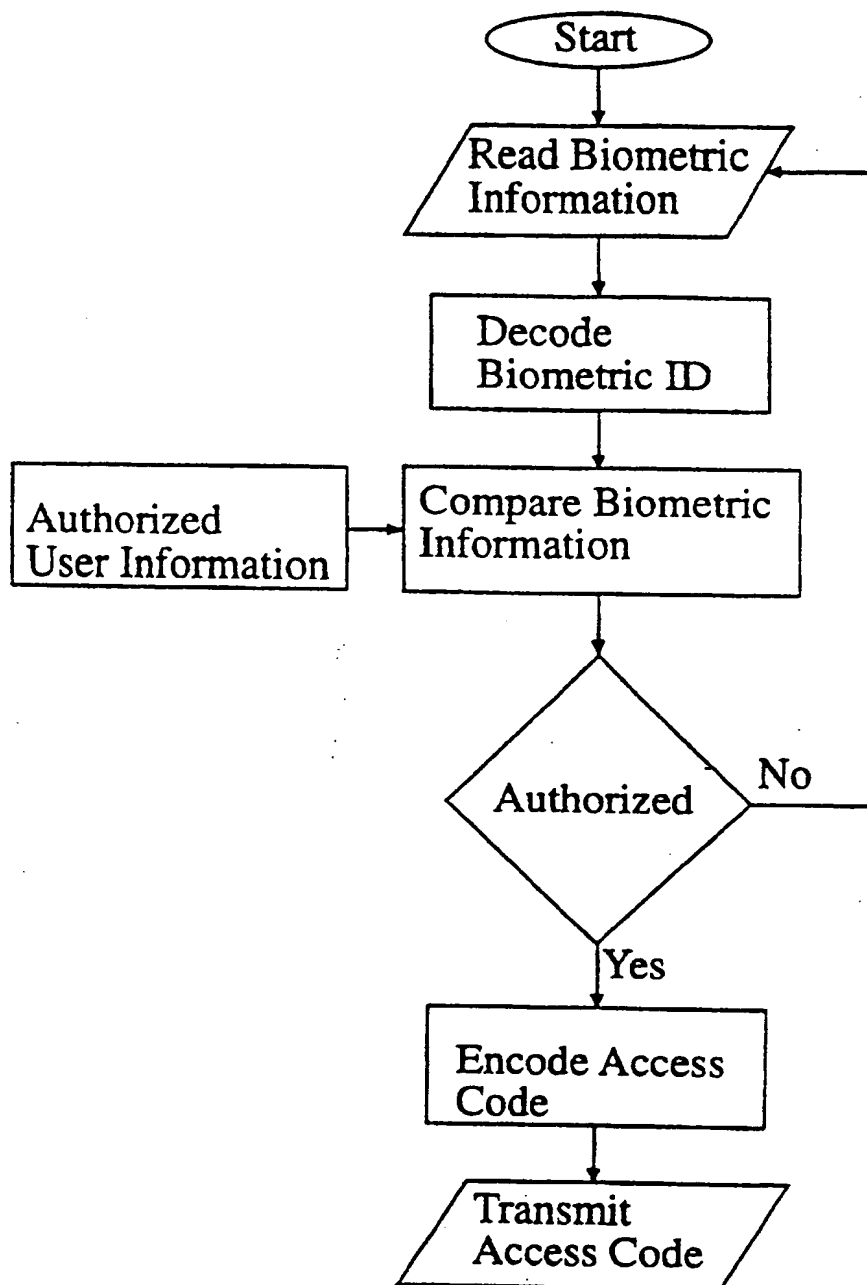 Start
Read Biometric
Information
Decode
Biometric ID
Authorized
User Information
Compare Biometric
Information
Authorized
No
Yes
Encode Access
Code
Transmit
Access Code